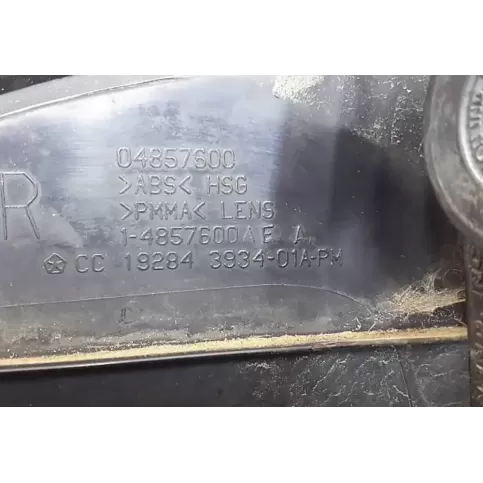 04857600
>ABS< HSG
R
>PMMA< LENS
1-4857600AE A
CC 19284 3934-01A-PM